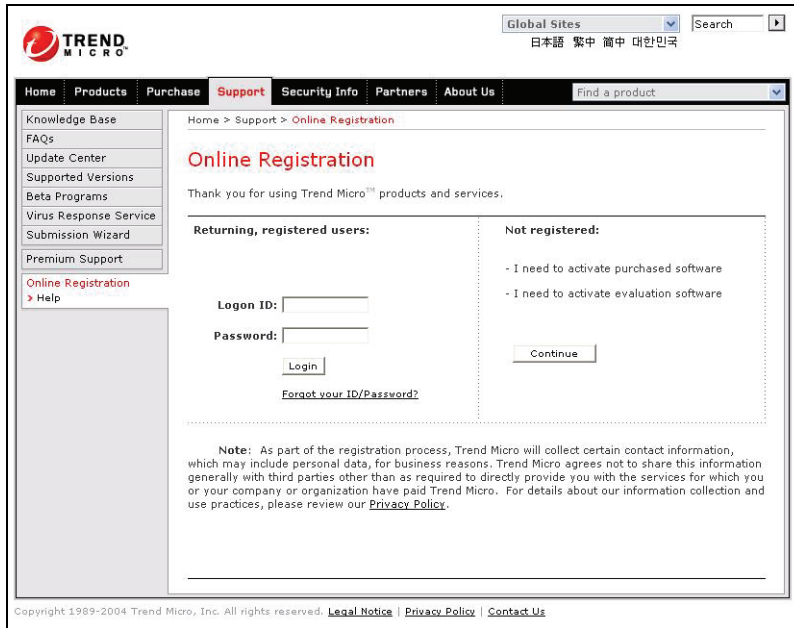 Global Sites
Search
日本語 繁中 简中 대한민국
TREND
MICRO™
Home Products Purchase Support Security Info Partners About Us
Find a product
Knowledge Base
FAQs
Update Center
Supported Versions
Beta Programs
Virus Response Service
Submission Wizard
Premium Support
Online Registration
> Help
Home > Support > Online Registration
Online Registration
Thank you for using Trend Micro™ products and services.
Returning, registered users:
Logon ID:
Password:
Login
Forgot your ID/Password?
Not registered:
- I need to activate purchased software
- I need to activate evaluation software
Continue
Note: As part of the registration process, Trend Micro will collect certain contact information,
which may include personal data, for business reasons. Trend Micro agrees not to share this information
generally with third parties other than as required to directly provide you with the services for which you
or your company or organization have paid Trend Micro. For details about our information collection and
use practices, please review our Privacy Policy.
Copyright 1989-2004 Trend Micro, Inc. All rights reserved. Legal Notice | Privacy Policy | Contact Us